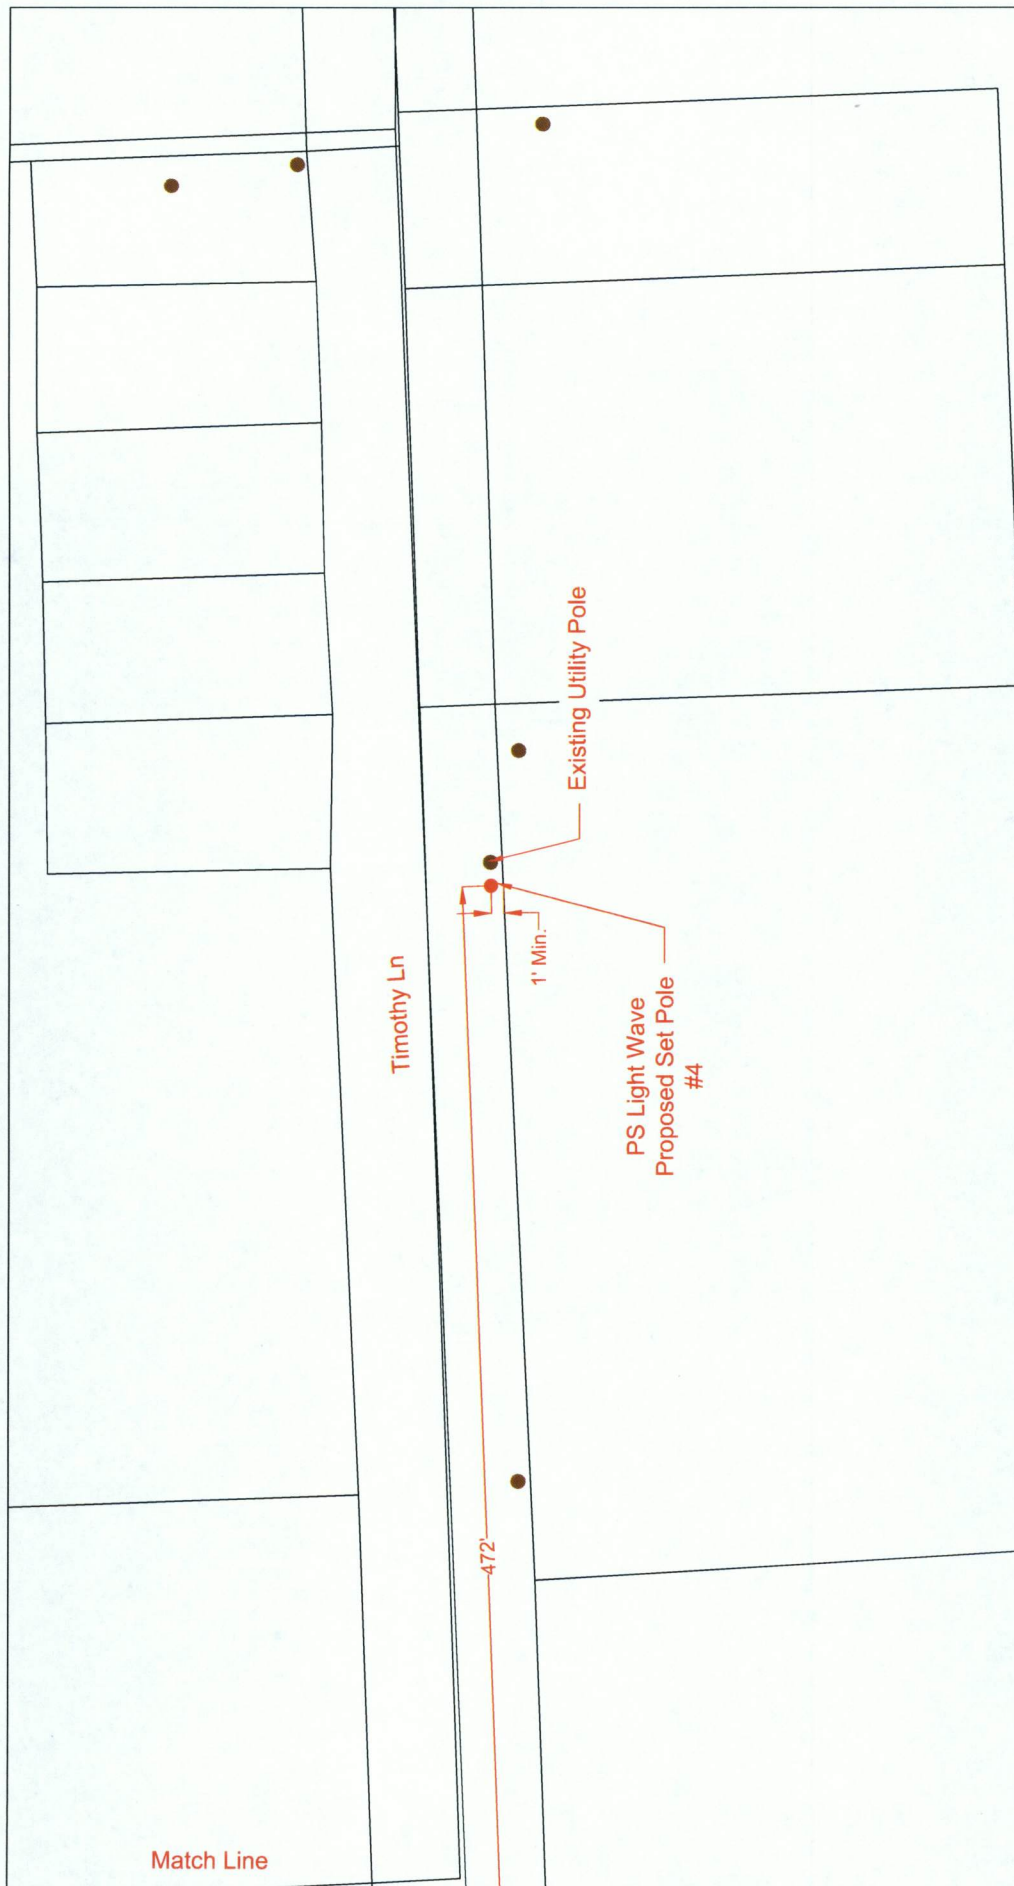 Existing Utility Pole
Timothy Ln
1' Min.
PS Light Wave
Proposed Set Pole
#4
472'
Match Line